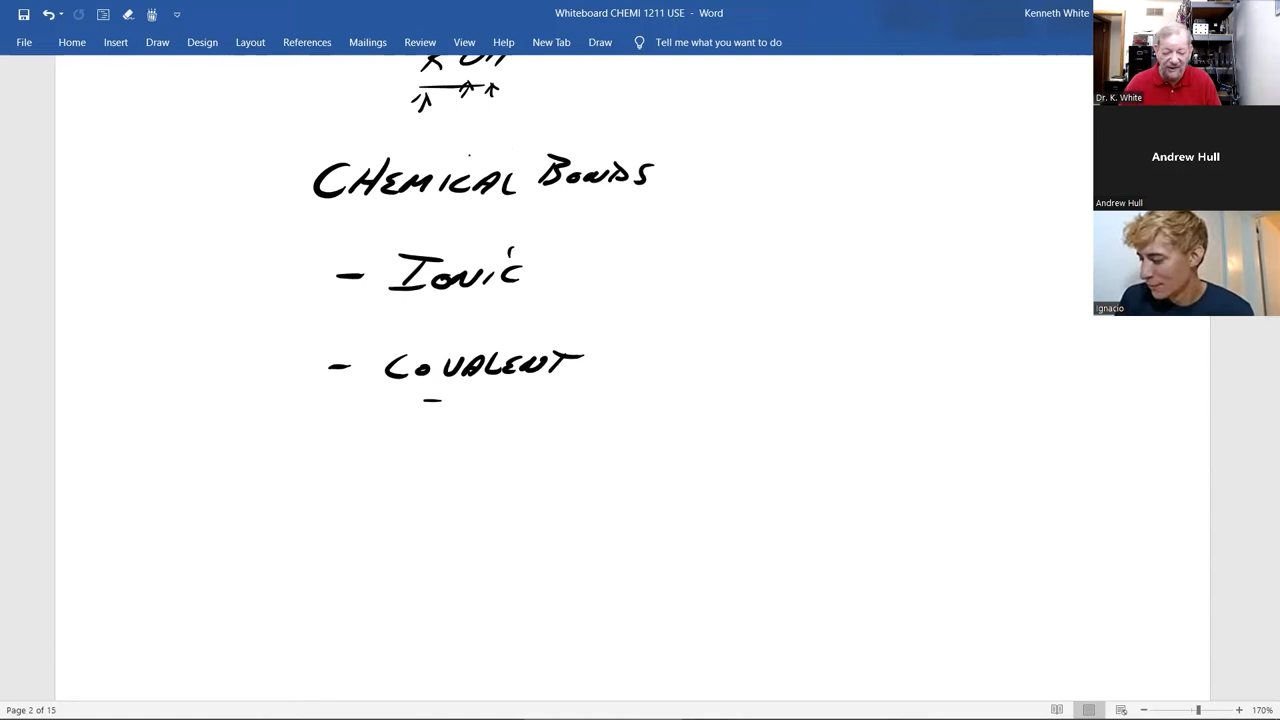 Whiteboard CHEMI 1211 USE - Word
Kenneth White
File Home Insert Draw Design Layout References Mailings Review View Help New Tab Draw Tell me what you want to do
Dr. K. White
CHEMICAL BONDS
Andrew Hull
Andrew Hull
- IONIC
Ignacio
- COVALENT
-
Page 2 of 15
170%